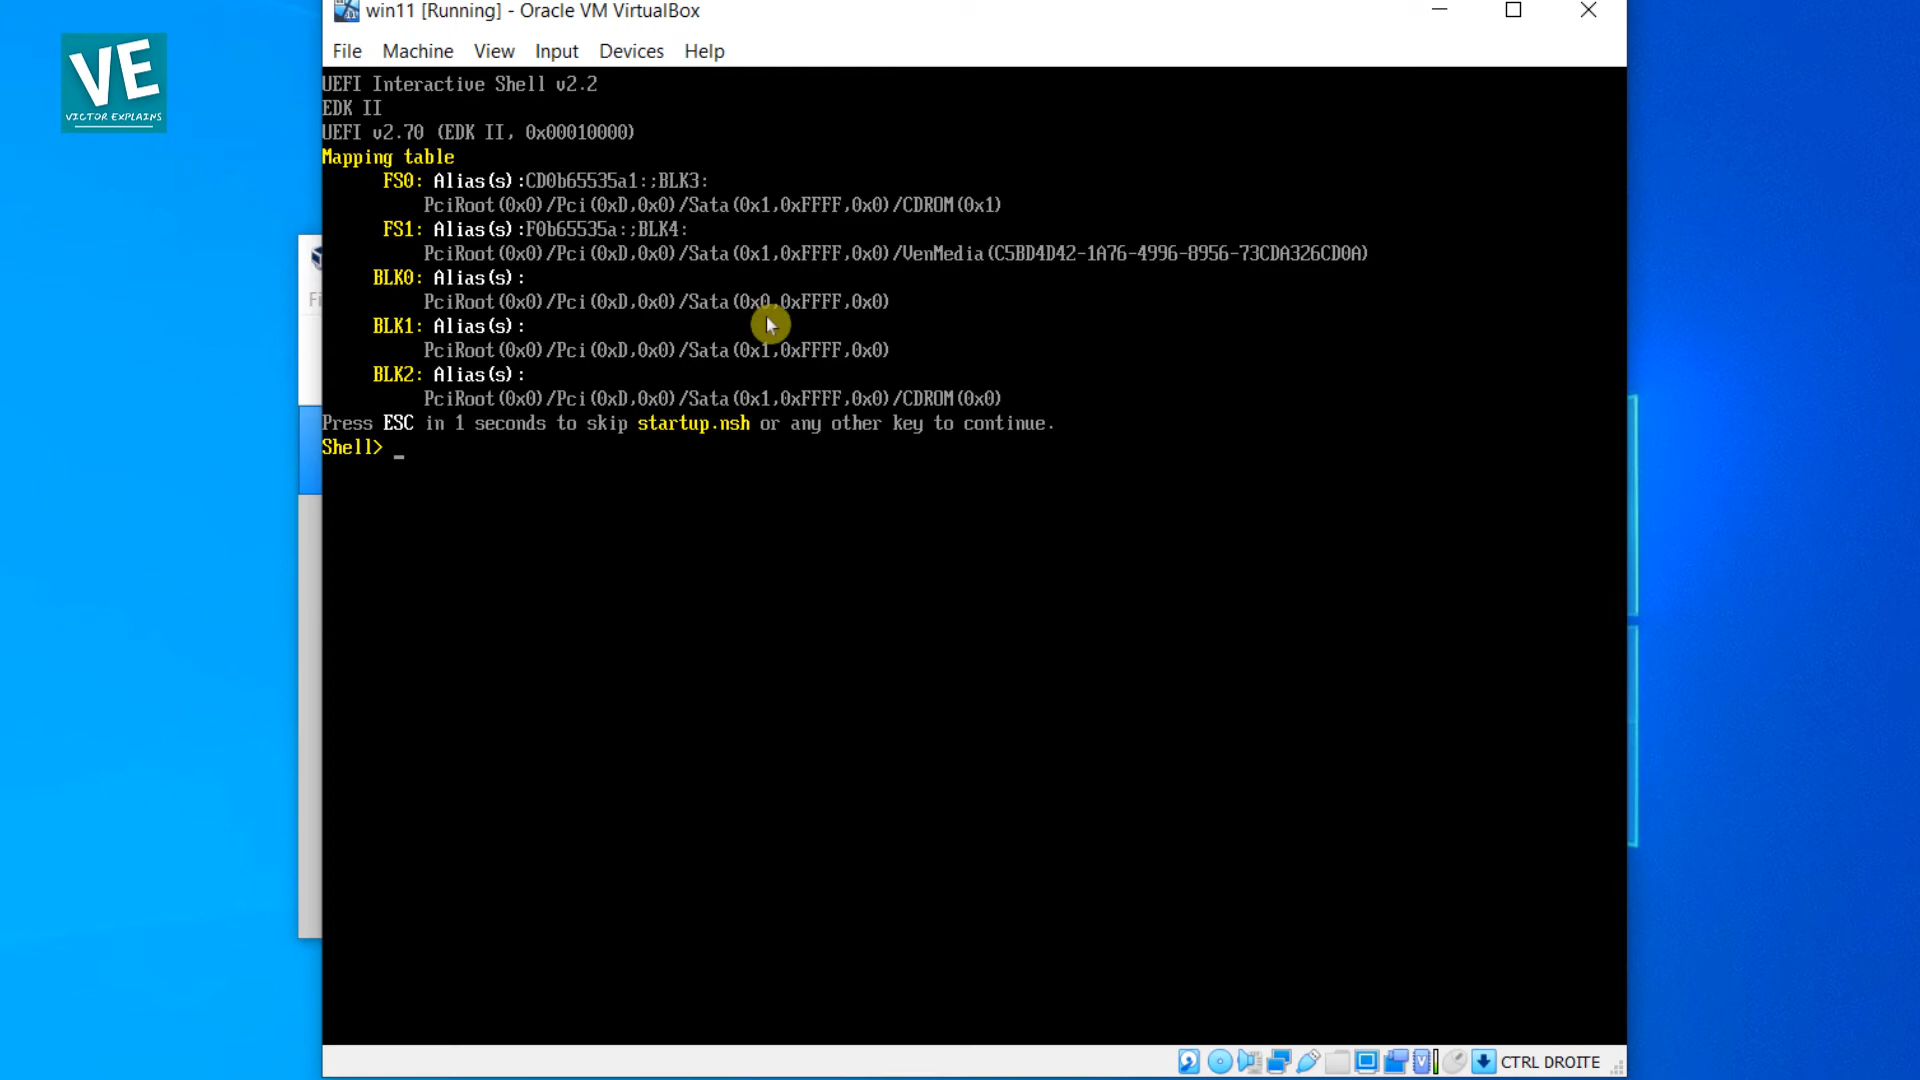 win11 [Running] - Oracle VM VirtualBox
File Machine View Input Devices Help
VE
VICTOR EXPLAINS
UEFI Interactive Shell v2.2
EDK II
UEFI v2.70 (EDK II, 0x00010000)
Mapping table
FS0: Alias(s):CD0b65535a1:;BLK3:
PciRoot(0x0)/Pci(0xD,0x0)/Sata(0x1,0xFFFF,0x0)/CDROM(0x1)
FS1: Alias(s):F0b65535a:;BLK4:
PciRoot(0x0)/Pci(0xD,0x0)/Sata(0x1,0xFFFF,0x0)/VenMedia(C5BD4D42-1A76-4996-8956-73CDA326CD0A)
BLK0: Alias(s):
PciRoot(0x0)/Pci(0xD,0x0)/Sata(0x0,0xFFFF,0x0)
BLK1: Alias(s):
PciRoot(0x0)/Pci(0xD,0x0)/Sata(0x1,0xFFFF,0x0)
BLK2: Alias(s):
PciRoot(0x0)/Pci(0xD,0x0)/Sata(0x1,0xFFFF,0x0)/CDROM(0x0)
Press ESC in 1 seconds to skip startup.nsh or any other key to continue.
Shell> _
CTRL DROITE